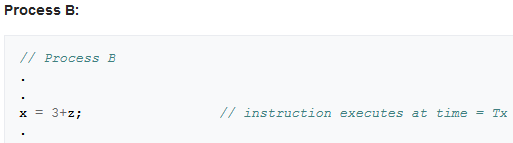 Process B:
// Process B
.
.
x = 3+z; // instruction executes at time = Tx
.